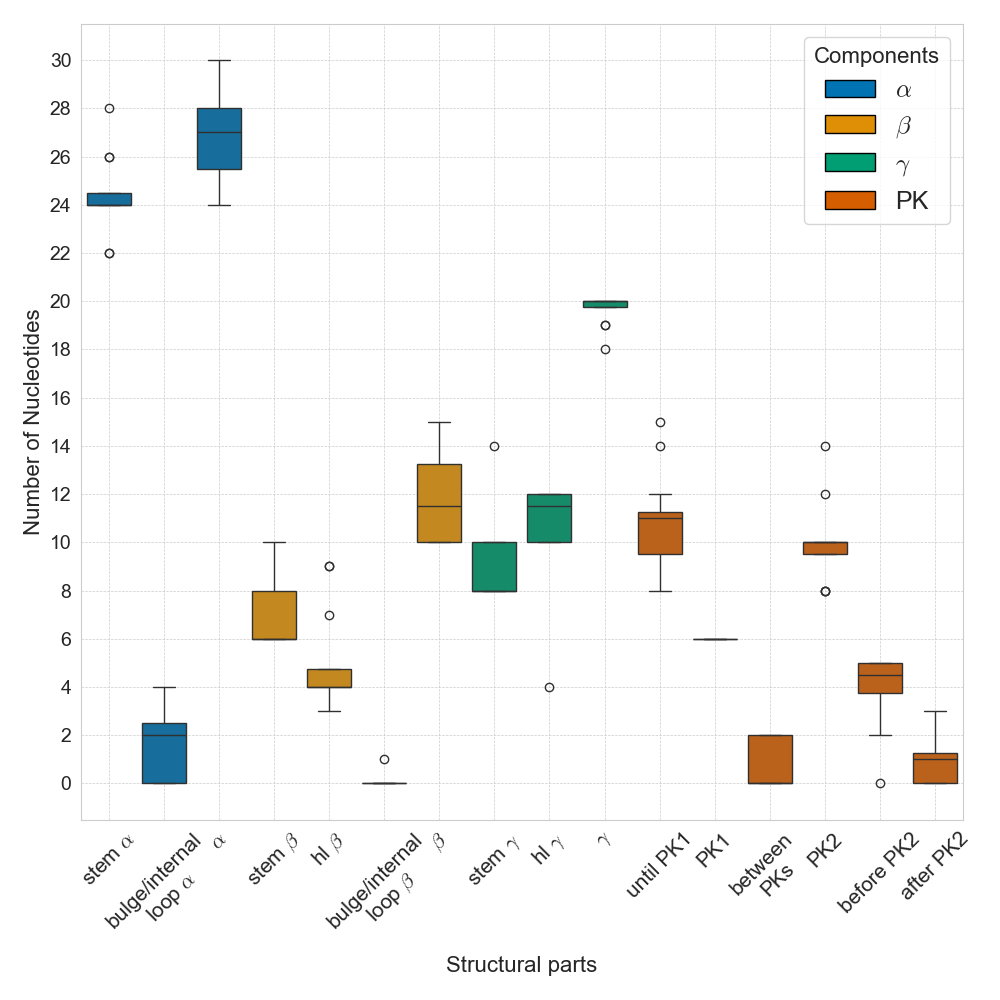 Components
α
β
γ
PK
Number of Nucleotides
30
28
26
24
22
20
18
16
14
12
10
8
6
4
2
0
stem α
bulge/internal
loop α
α
stem β
hl β
bulge/internal
loop β
β
stem γ
hl γ
γ
until PK1
PK1
between
PKs
PK2
before PK2
after PK2
Structural parts